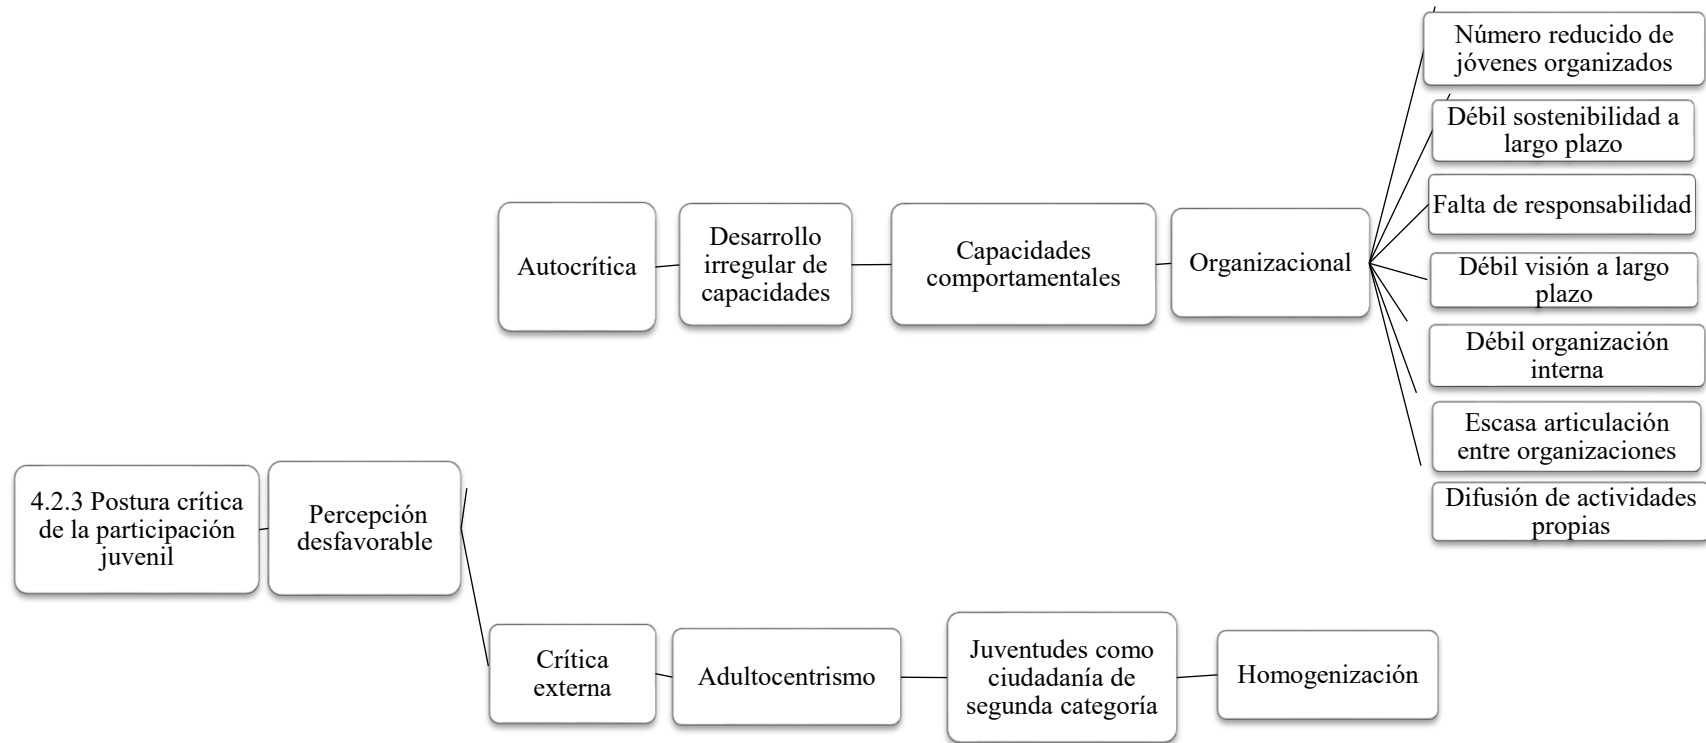 Número reducido de
jóvenes organizados
Débil sostenibilidad a
largo plazo
Falta de responsabilidad
Débil visión a largo
plazo
Débil organización
interna
Escasa articulación
entre organizaciones
Difusión de actividades
propias
Autocrítica
Desarrollo
irregular de
capacidades
Capacidades
comportamentales
Organizacional
4.2.3 Postura crítica
de la participación
juvenil
Percepción
desfavorable
Crítica
externa
Adultocentrismo
Juventudes como
ciudadanía de
segunda categoría
Homogenización